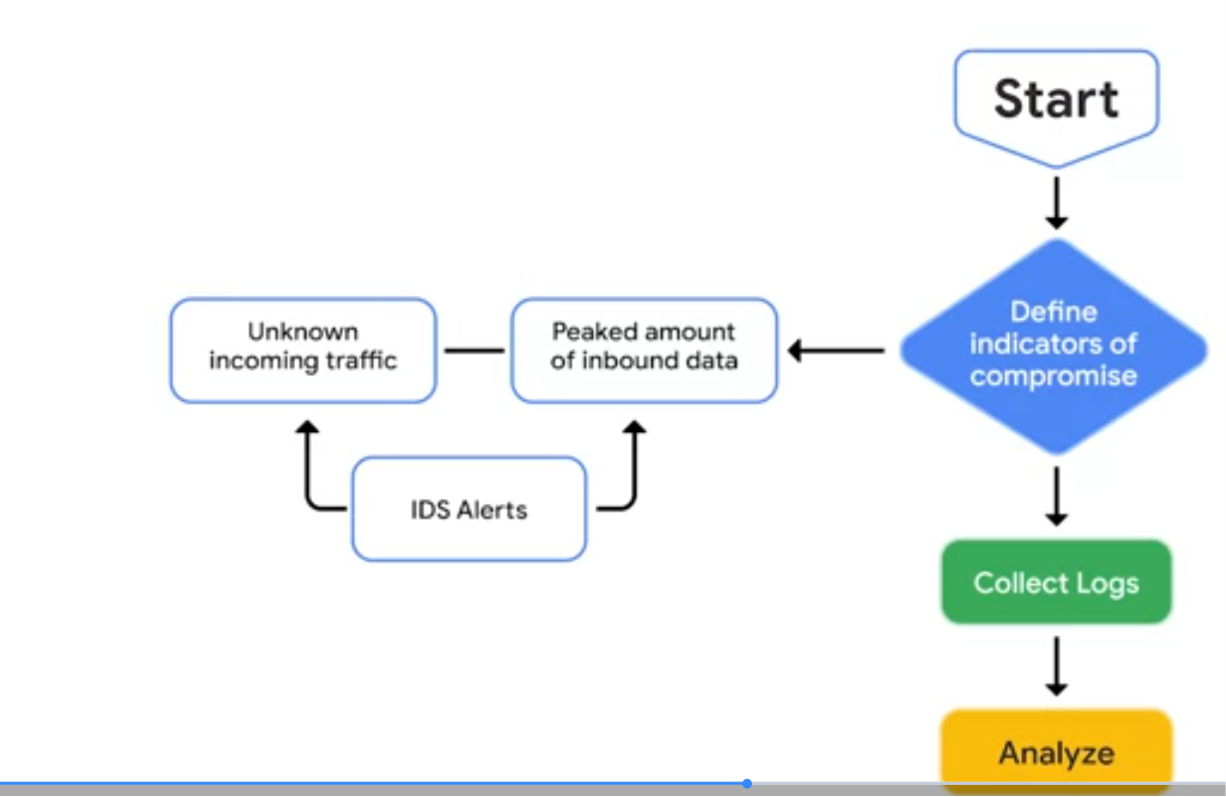 Start
Define
indicators of
compromise
Unknown
incoming traffic
Peaked amount
of inbound data
IDS Alerts
Collect Logs
Analyze